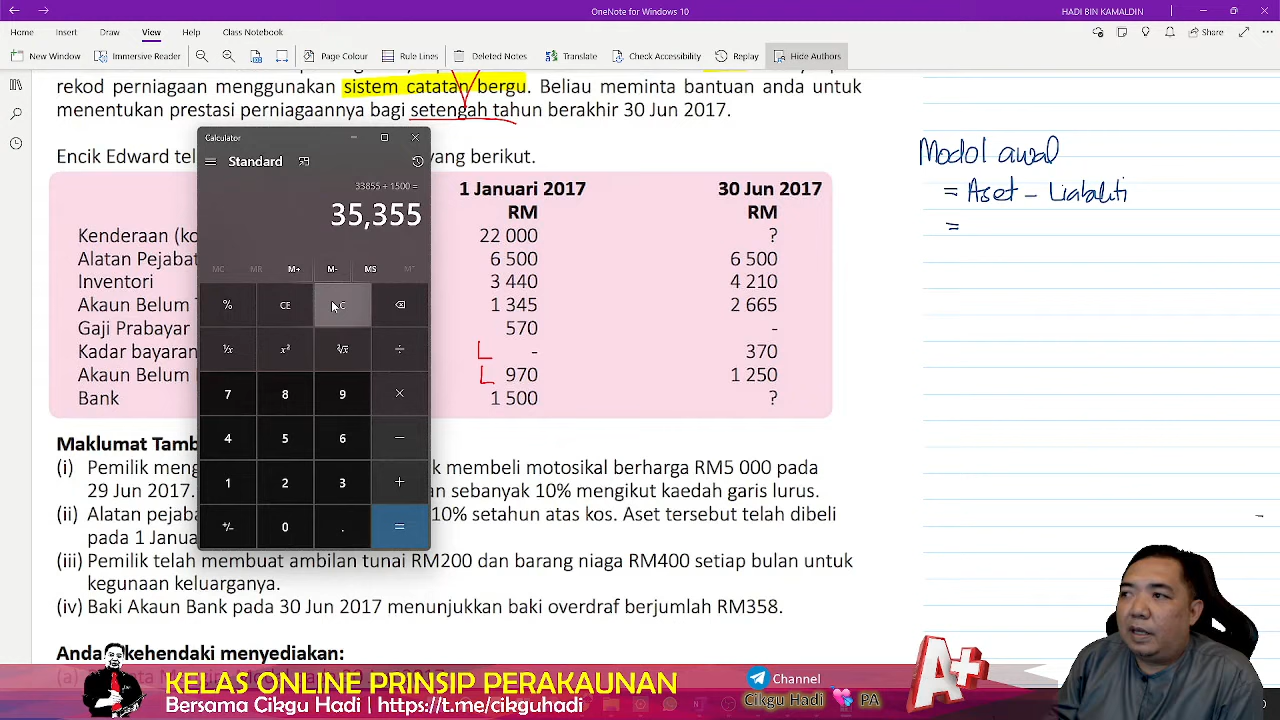 OneNote for Windows 10
HADI BIN KAMALDIN
Home Insert Draw View Help Class Notebook
Share
New Window Immersive Reader Page Colour Rule Lines Deleted Notes Translate Check Accessibility Replay Hide Authors
rekod perniagaan menggunakan sistem catatan bergu. Beliau meminta bantuan anda untuk
menentukan prestasi perniagaannya bagi setengah tahun berakhir 30 Jun 2017.
Encik Edward yang berikut.
1 Januari 2017 30 Jun 2017
RM RM
Kenderaan 22 000 ?
Alatan Pejabat 6 500 6 500
Inventori 3 440 4 210
Akaun Belum 1 345 2 665
Gaji Prabayar 570 -
Kadar bayaran L - 370
Akaun Belum L 970 1 250
Bank 1 500 ?
Maklumat
(i) Pemilik membeli motosikal berharga RM5 000 pada
29 Jun 2017. sebanyak 10% mengikut kaedah garis lurus.
(ii) Alatan 10% setahun atas kos. Aset tersebut telah dibeli
pada 1
(iii) Pemilik telah membuat ambilan tunai RM200 dan barang niaga RM400 setiap bulan untuk
kegunaan keluarganya.
(iv) Baki Akaun Bank pada 30 Jun 2017 menunjukkan baki overdraf berjumlah RM358.
menyediakan:
Calculator
Standard
33855 + 1500 =
35,355
MC MR M+ M- MS M˅
% CE C
¹/x x² ²√x ÷
7 8 9 ×
4 5 6 −
1 2 3 +
+/- 0 . =
Modal awal
= Aset - Liabiliti
=
KELAS ONLINE PRINSIP PERAKAUNAN
Bersama Cikgu Hadi | https://t.me/cikguhadi
Channel
Cikgu Hadi PA
A+